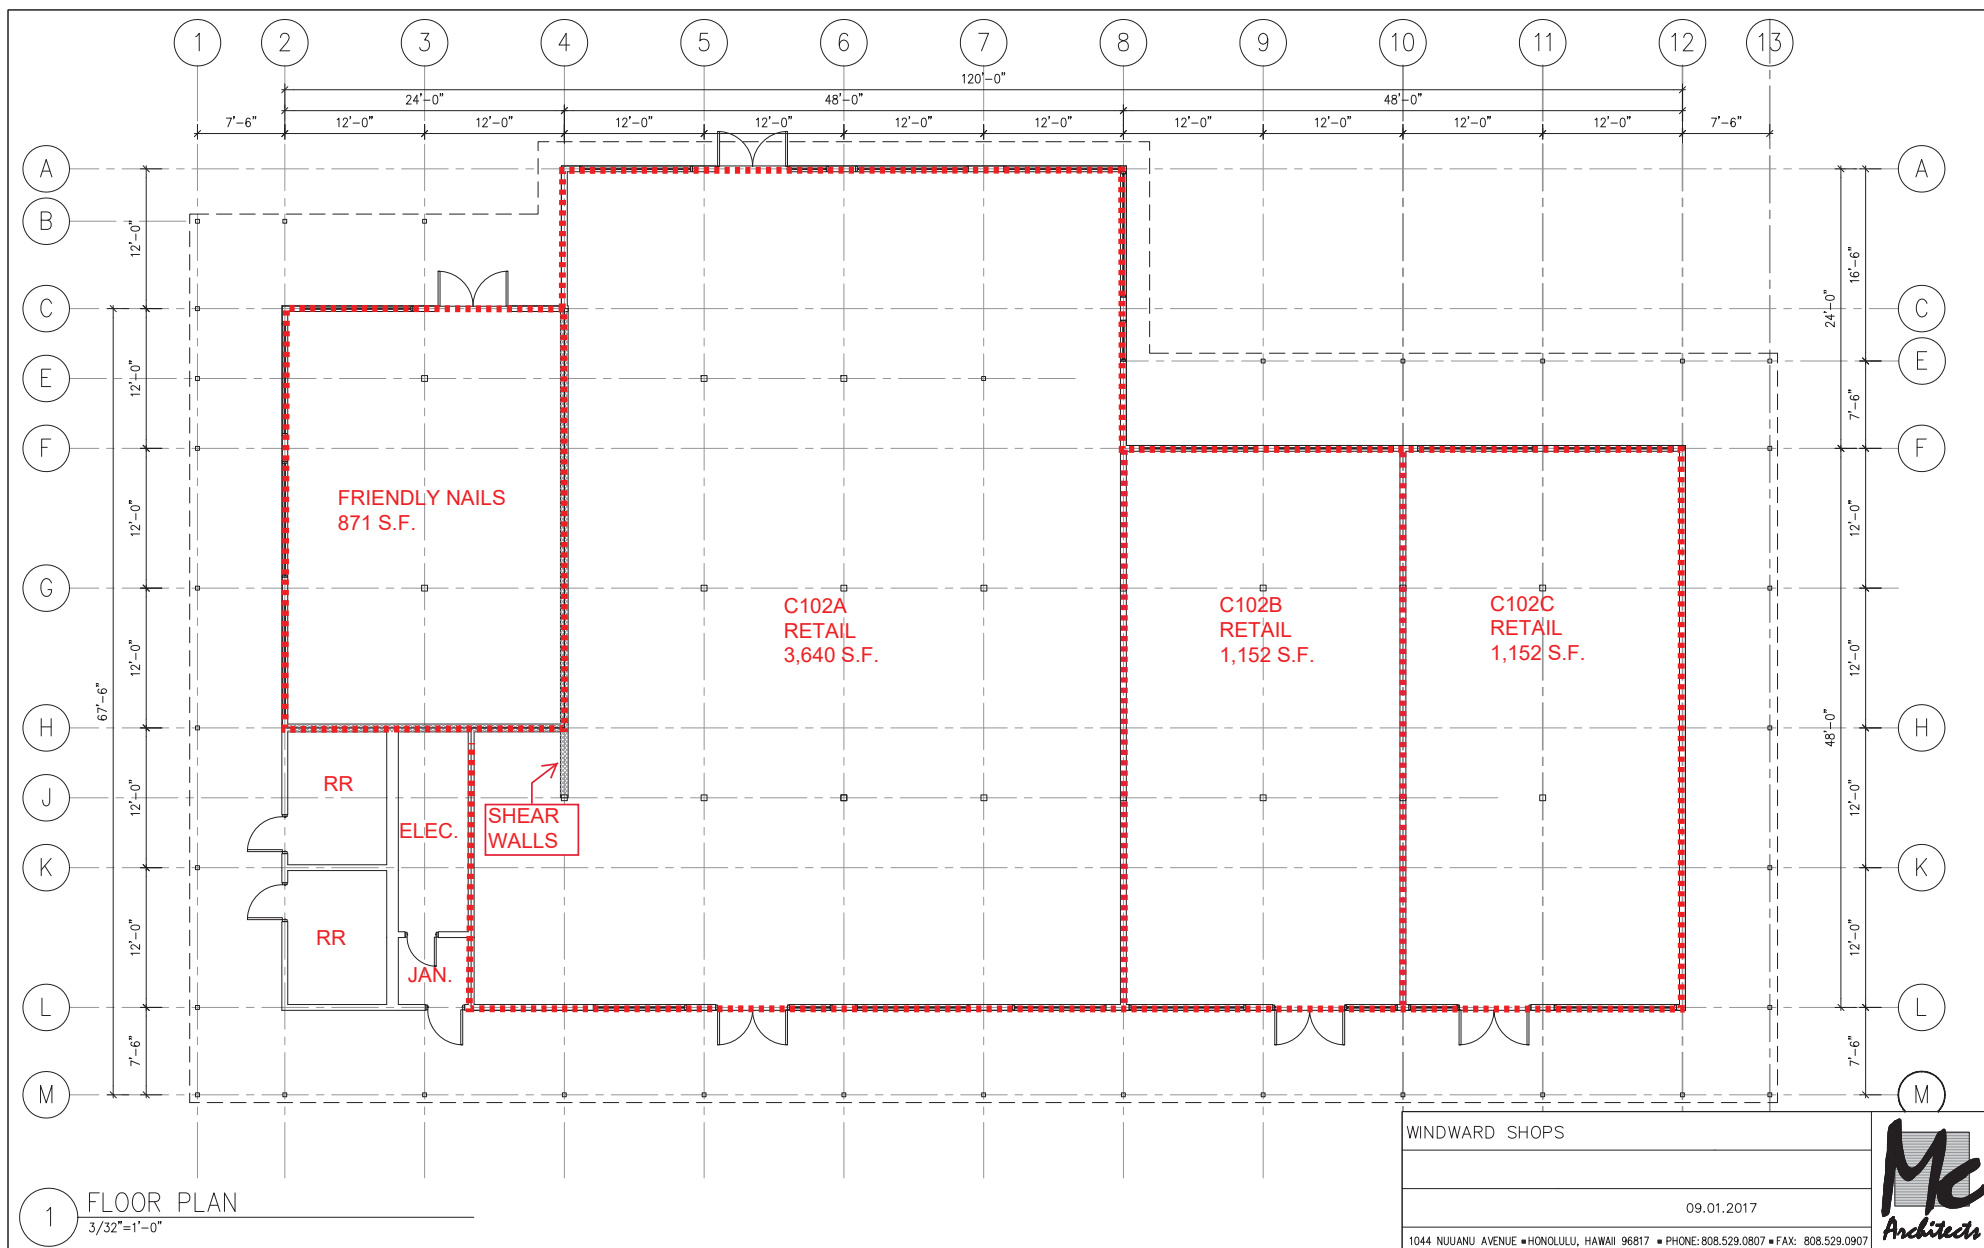 1 2 3 4 5 6 7 8 9 10 11 12 13
120'-0"
24'-0" 48'-0" 48'-0"
7'-6" 12'-0" 12'-0" 12'-0" 12'-0" 12'-0" 12'-0" 12'-0" 12'-0" 12'-0" 12'-0" 7'-6"
A A
B
12'-0" 16'-6"
C C
24'-0"
E E
12'-0" 7'-6"
F F
FRIENDLY NAILS
871 S.F.
12'-0" 12'-0"
G G
C102A
RETAIL
3,640 S.F.
C102B
RETAIL
1,152 S.F.
C102C
RETAIL
1,152 S.F.
12'-0" 12'-0"
67'-6" 48'-0"
H H
RR
J
12'-0" 12'-0"
SHEAR
WALLS
ELEC.
K K
RR
12'-0" 12'-0"
JAN.
L L
7'-6" 7'-6"
M M
WINDWARD SHOPS
1 FLOOR PLAN
3/32"=1'-0"
09.01.2017
1044 NUUANU AVENUE ■ HONOLULU, HAWAII 96817 ■ PHONE: 808.529.0807 ■ FAX: 808.529.0907
Mc
Architects